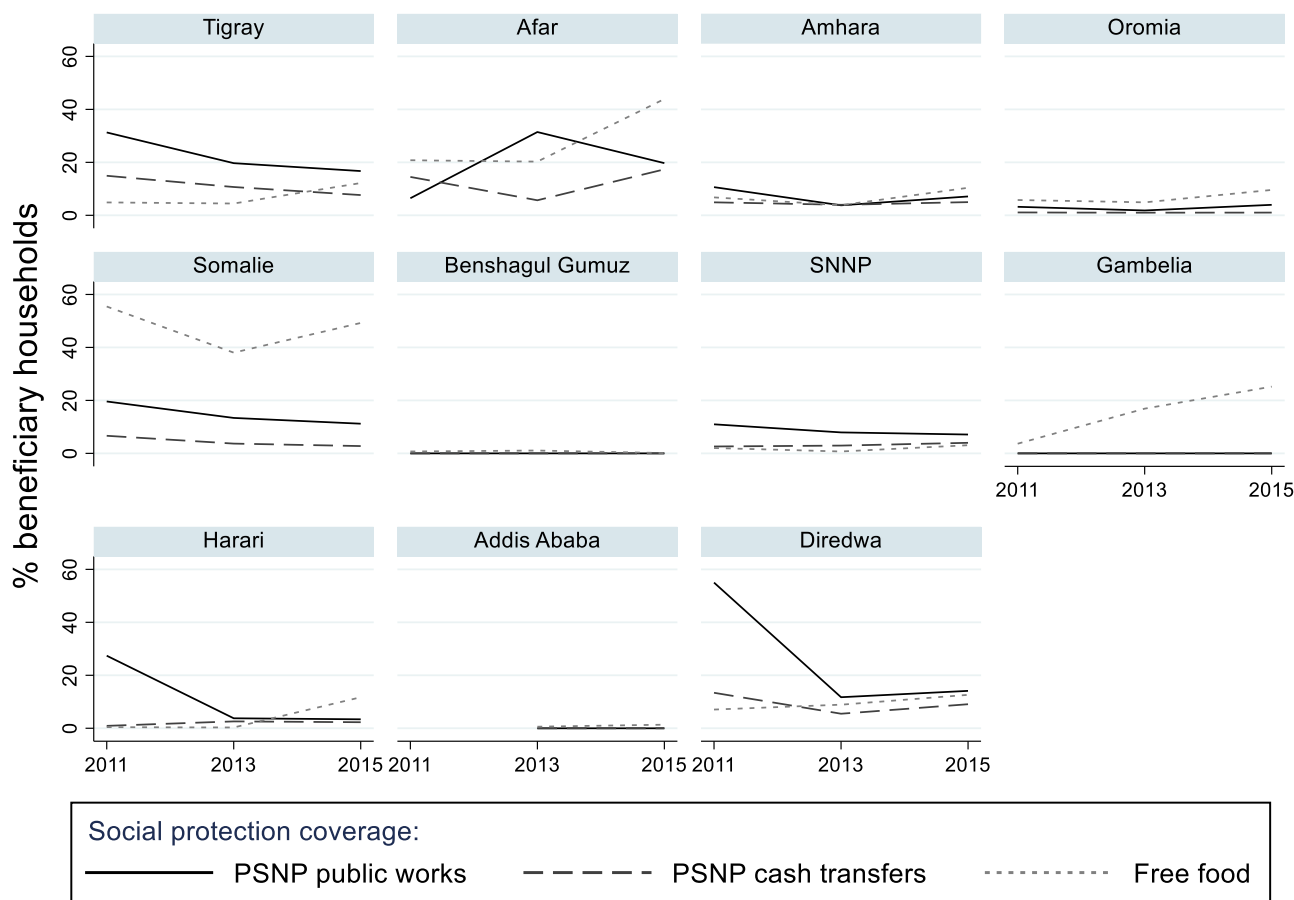 Tigray Afar Amhara Oromia
60
40
20
0
Somalie Benshagul Gumuz SNNP Gambelia
60
40
20
0
2011 2013 2015
Harari Addis Ababa Diredwa
60
40
20
0
2011 2013 2015 2011 2013 2015 2011 2013 2015
% beneficiary households
Social protection coverage:
PSNP public works PSNP cash transfers Free food